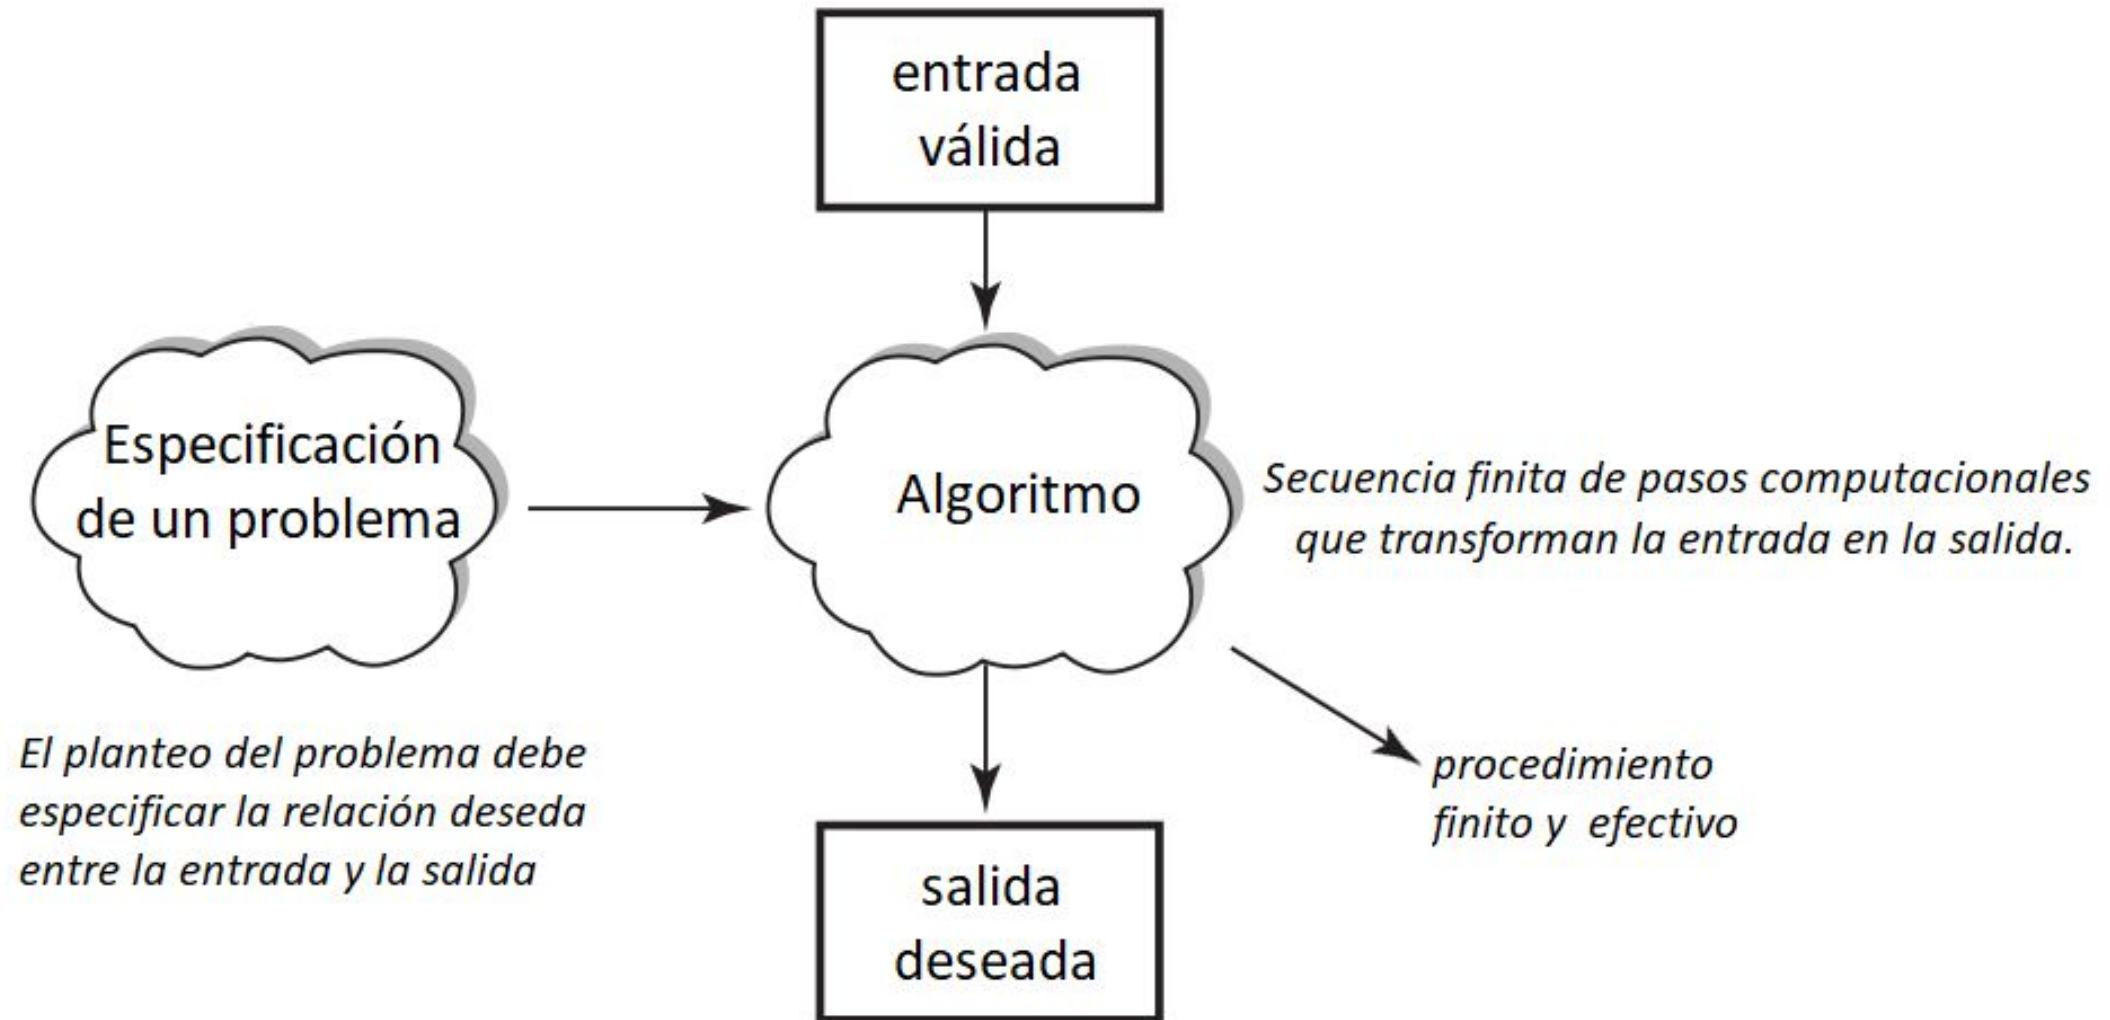 entrada
válida
Especificación
de un problema
Algoritmo
Secuencia finita de pasos computacionales
que transforman la entrada en la salida.
El planteo del problema debe
especificar la relación deseda
entre la entrada y la salida
procedimiento
finito y efectivo
salida
deseada